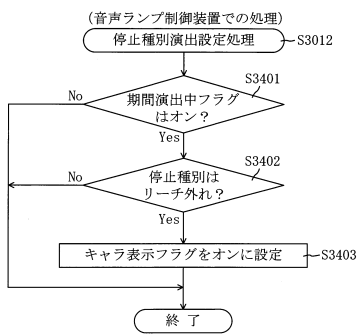 (音声ランプ制御装置での処理)
停止種別演出設定処理
S3012
S3401
期間演出中フラグ
はオン?
No
Yes
S3402
停止種別は
リーチ外れ?
No
Yes
キャラ表示フラグをオンに設定
S3403
終了